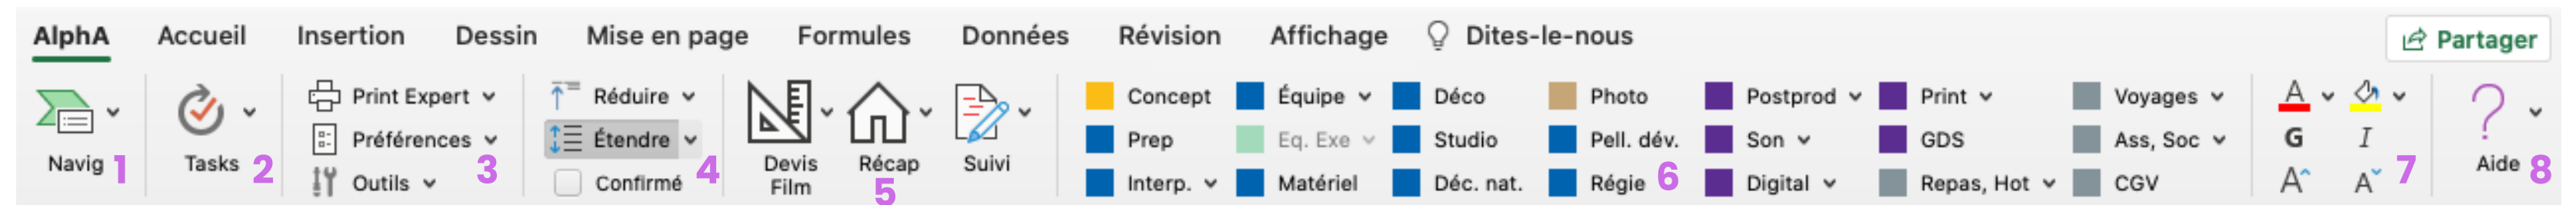 AlphA Accueil Insertion Dessin Mise en page Formules Données Révision Affichage Dites-le-nous Partager
Print Expert Réduire Concept Équipe Déco Photo Postprod Print Voyages A
Préférences Étendre Prep Eq. Exe Studio Pell. dév. Son GDS Ass, Soc G I
Navig 1 Tasks 2 3 4 Devis Récap Suivi 6 7 Aide 8
Outils Confirmé Film 5 Interp. Matériel Déc. nat. Régie Digital Repas, Hot CGV A A